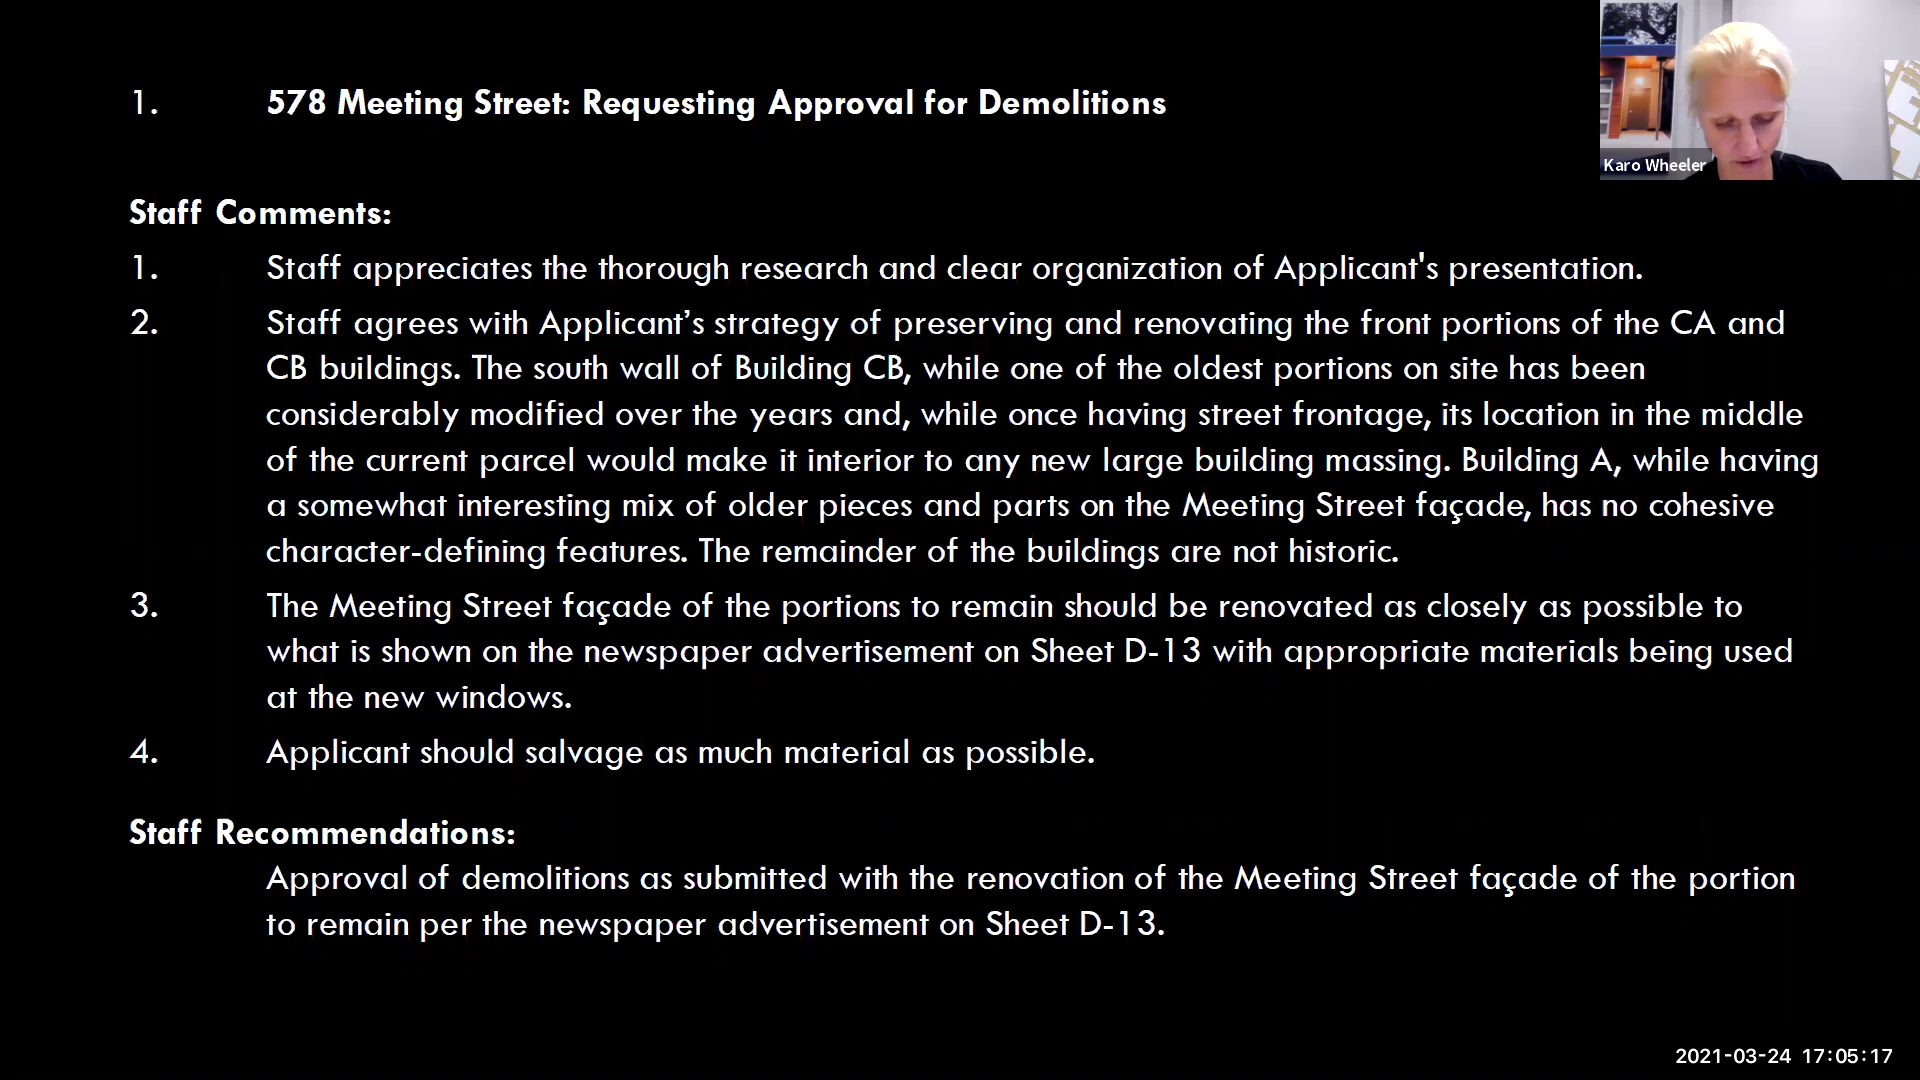 1. 578 Meeting Street: Requesting Approval for Demolitions
Karo Wheeler
Staff Comments:
1. Staff appreciates the thorough research and clear organization of Applicant's presentation.
2. Staff agrees with Applicant’s strategy of preserving and renovating the front portions of the CA and
CB buildings. The south wall of Building CB, while one of the oldest portions on site has been
considerably modified over the years and, while once having street frontage, its location in the middle
of the current parcel would make it interior to any new large building massing. Building A, while having
a somewhat interesting mix of older pieces and parts on the Meeting Street façade, has no cohesive
character-defining features. The remainder of the buildings are not historic.
3. The Meeting Street façade of the portions to remain should be renovated as closely as possible to
what is shown on the newspaper advertisement on Sheet D-13 with appropriate materials being used
at the new windows.
4. Applicant should salvage as much material as possible.
Staff Recommendations:
Approval of demolitions as submitted with the renovation of the Meeting Street façade of the portion
to remain per the newspaper advertisement on Sheet D-13.
2021-03-24 17:05:17